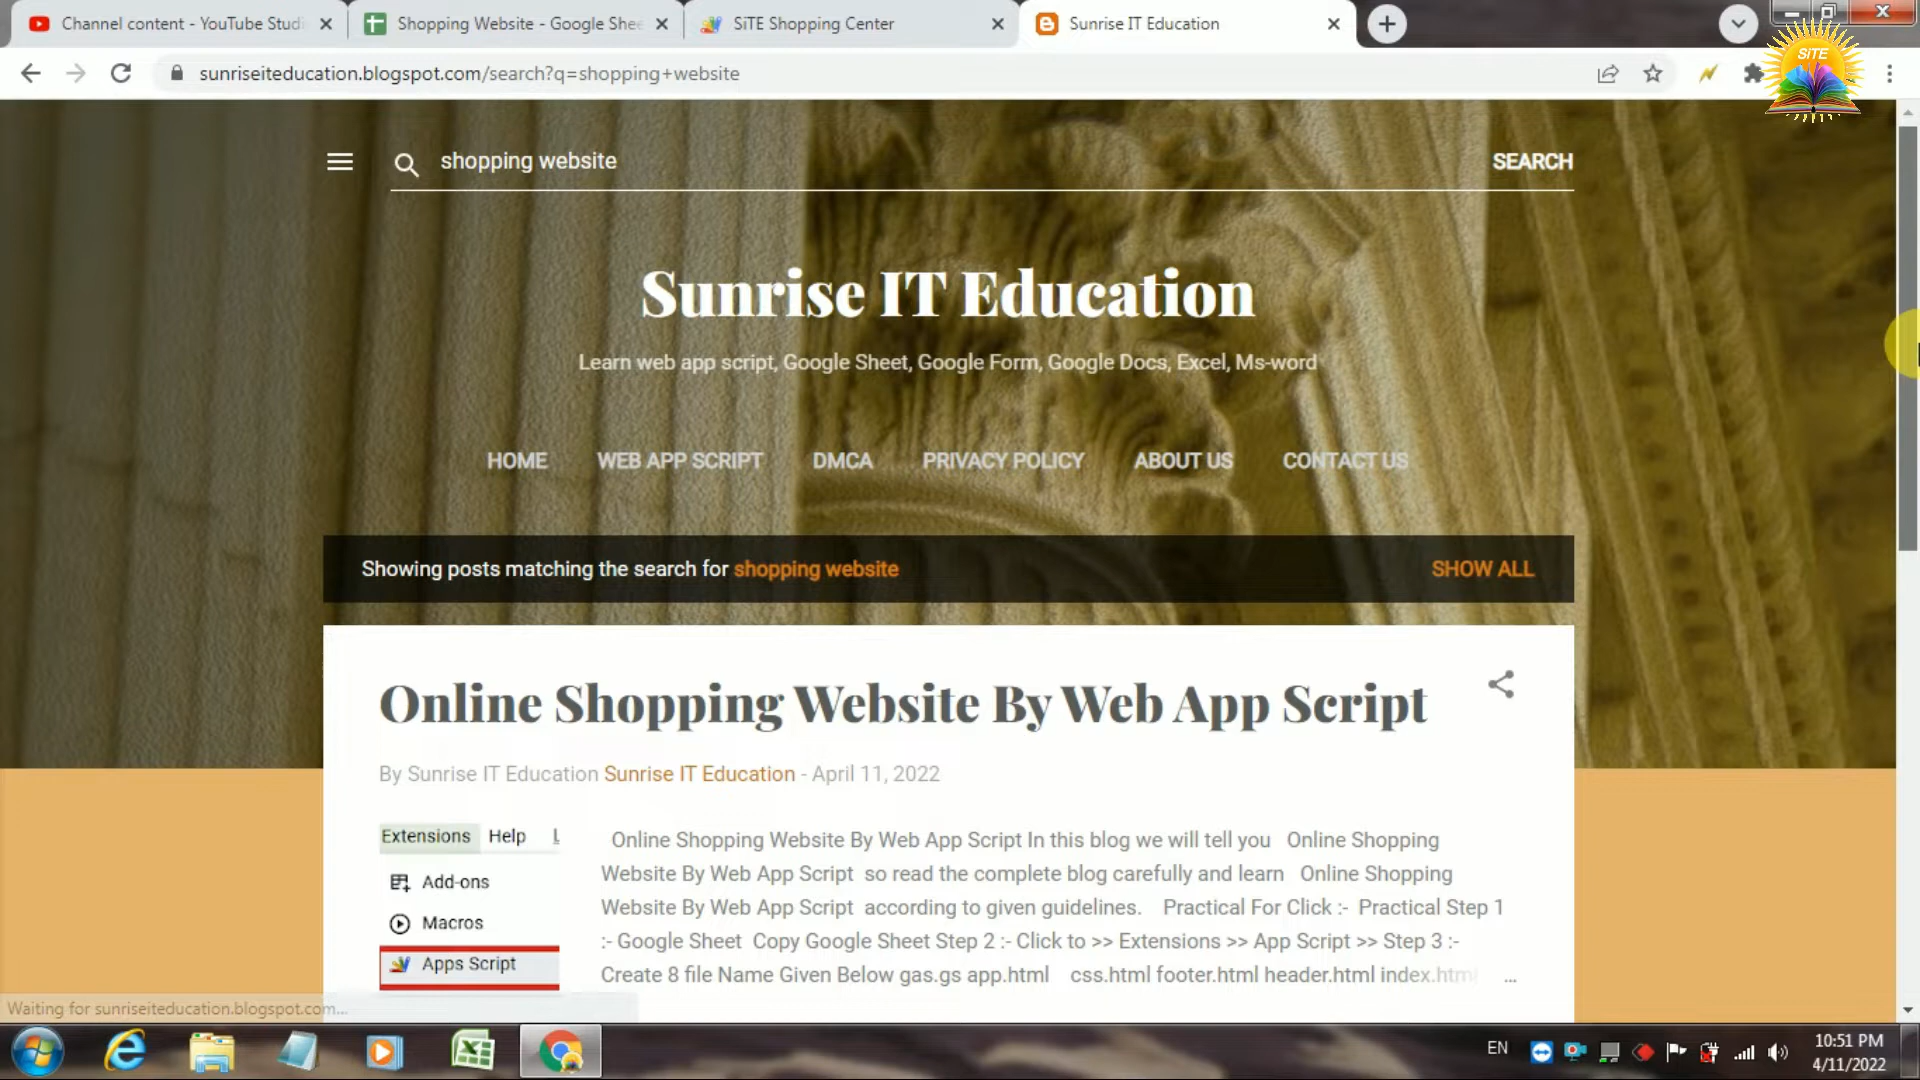 Channel content - YouTube Studi
Shopping Website - Google Shee
SiTE Shopping Center
Sunrise IT Education
sunriseiteducation.blogspot.com/search?q=shopping+website
SiTE
shopping website
SEARCH
Sunrise IT Education
Learn web app script, Google Sheet, Google Form, Google Docs, Excel, Ms-word
HOME WEB APP SCRIPT DMCA PRIVACY POLICY ABOUT US CONTACT US
Showing posts matching the search for shopping website
SHOW ALL
Online Shopping Website By Web App Script
By Sunrise IT Education Sunrise IT Education - April 11, 2022
Extensions Help L
Add-ons
Macros
Apps Script
Online Shopping Website By Web App Script In this blog we will tell you Online Shopping
Website By Web App Script so read the complete blog carefully and learn Online Shopping
Website By Web App Script according to given guidelines. Practical For Click :- Practical Step 1
:- Google Sheet Copy Google Sheet Step 2 :- Click to >> Extensions >> App Script >> Step 3 :-
Create 8 file Name Given Below gas.gs app.html css.html footer.html header.html index.html ...
Waiting for sunriseiteducation.blogspot.com...
EN
10:51 PM
4/11/2022